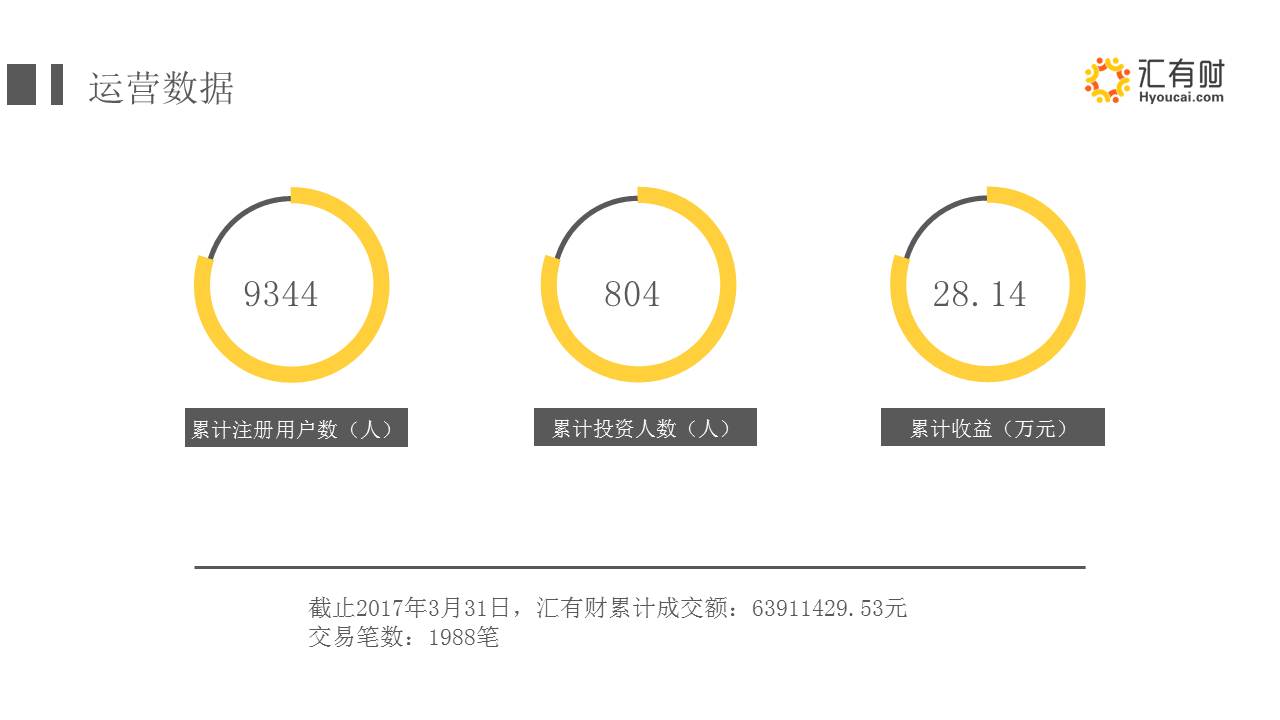 运营数据
汇有财
Hyoucai.com
9344
804
28.14
累计注册用户数（人）
累计投资人数（人）
累计收益（万元）
截止2017年3月31日，汇有财累计成交额：63911429.53元
交易笔数：1988笔